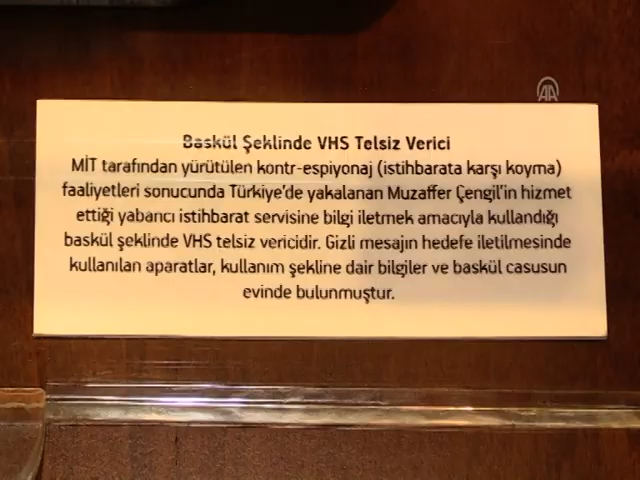 AA
Baskül Şeklinde VHS Telsiz Verici
MİT tarafından yürütülen kontr-espiyonaj (istihbarata karşı koyma)
faaliyetleri sonucunda Türkiye'de yakalanan Muzaffer Çengil'in hizmet
ettiği yabancı istihbarat servisine bilgi iletmek amacıyla kullandığı
baskül şeklinde VHS telsiz vericidir. Gizli mesajın hedefe iletilmesinde
kullanılan aparatlar, kullanım şekline dair bilgiler ve baskül casusun
evinde bulunmuştur.